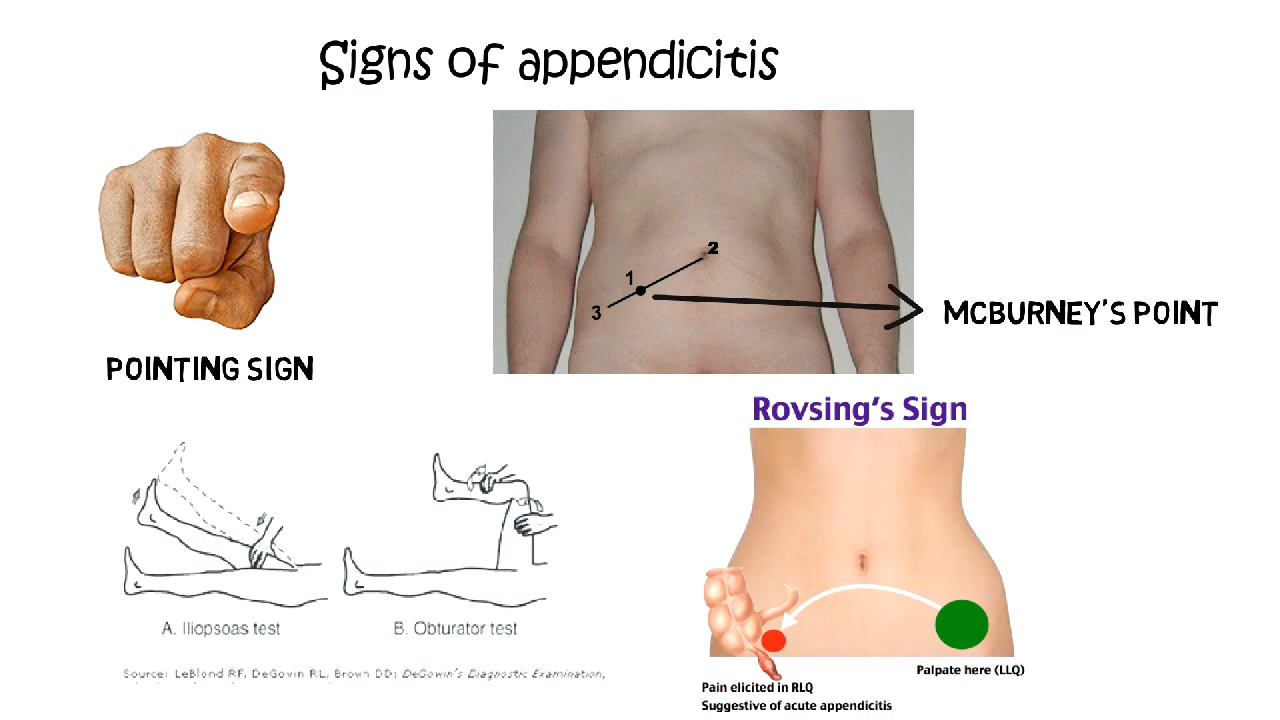 Signs of appendicitis
2
1
3
MCBURNEY'S POINT
POINTING SIGN
Rovsing's Sign
A. Iliopsoas test
B. Obturator test
Source: LeBlond RF, DeGowin RL, Brown DD: DeGowin's Diagnostic Examination,
Palpate here (LLQ)
Pain elicited in RLQ
Suggestive of acute appendicitis